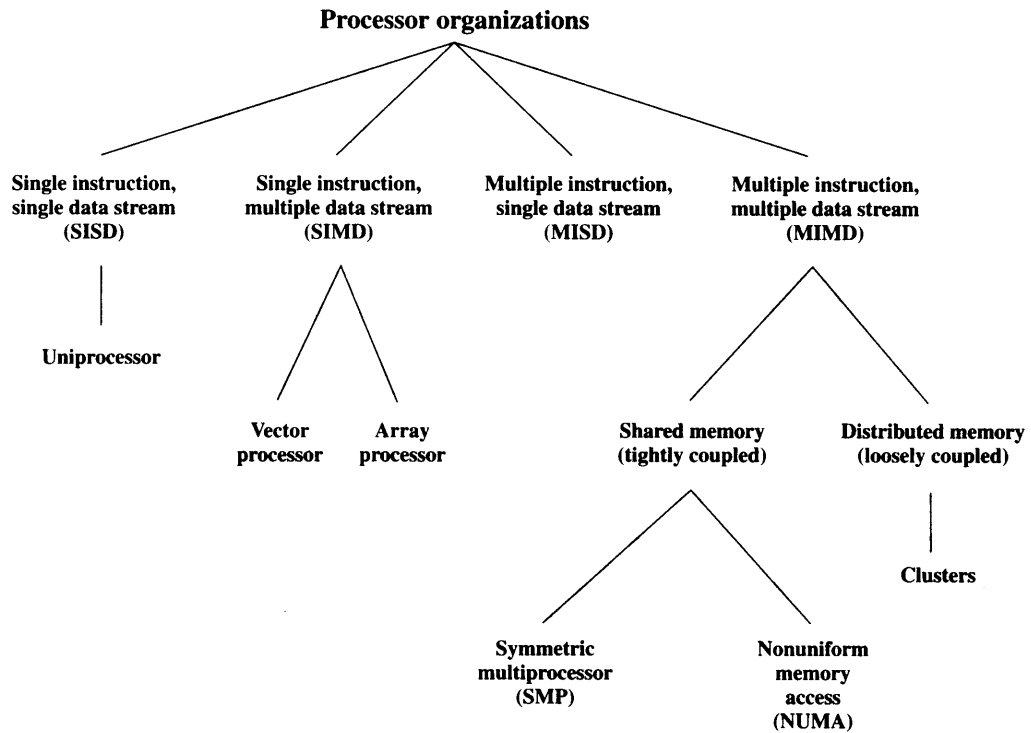 Processor organizations
Single instruction,
single data stream
(SISD)
Single instruction,
multiple data stream
(SIMD)
Multiple instruction,
single data stream
(MISD)
Multiple instruction,
multiple data stream
(MIMD)
Uniprocessor
Vector
processor
Array
processor
Shared memory
(tightly coupled)
Distributed memory
(loosely coupled)
Clusters
Symmetric
multiprocessor
(SMP)
Nonuniform
memory
access
(NUMA)